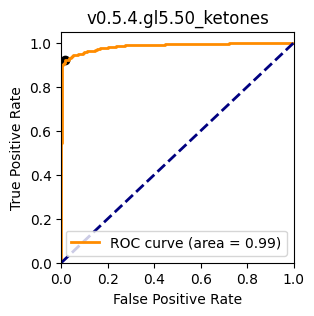 v0.5.4.gl5.50_ketones
1.0
0.8
0.6
0.4
0.2
0.0
True Positive Rate
ROC curve (area = 0.99)
0.0 0.2 0.4 0.6 0.8 1.0
False Positive Rate